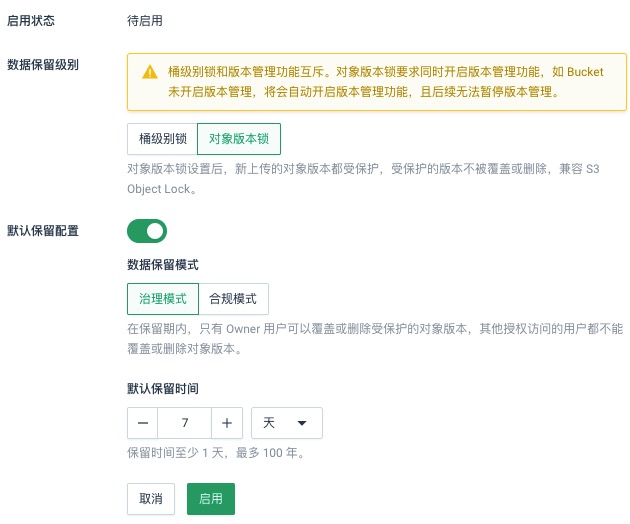 启用状态
待启用
数据保留级别
桶级别锁和版本管理功能互斥。对象版本锁要求同时开启版本管理功能，如 Bucket
未开启版本管理，将会自动开启版本管理功能，且后续无法暂停版本管理。
桶级别锁
对象版本锁
对象版本锁设置后，新上传的对象版本都受保护，受保护的版本不被覆盖或删除，兼容 S3
Object Lock。
默认保留配置
数据保留模式
治理模式
合规模式
在保留期内，只有 Owner 用户可以覆盖或删除受保护的对象版本，其他授权访问的用户都不能
覆盖或删除对象版本。
默认保留时间
7
天
保留时间至少 1 天，最多 100 年。
取消
启用